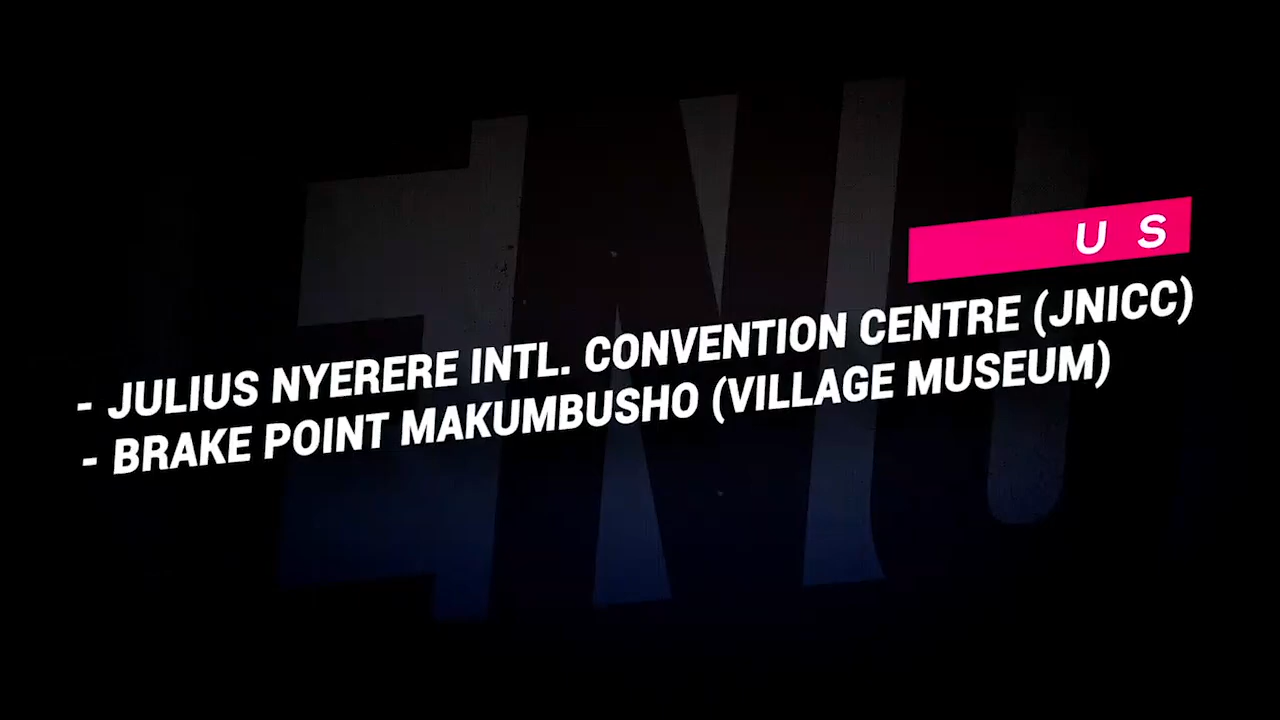 U S
- JULIUS NYERERE INTL. CONVENTION CENTRE (JNICC)
- BRAKE POINT MAKUMBUSHO (VILLAGE MUSEUM)